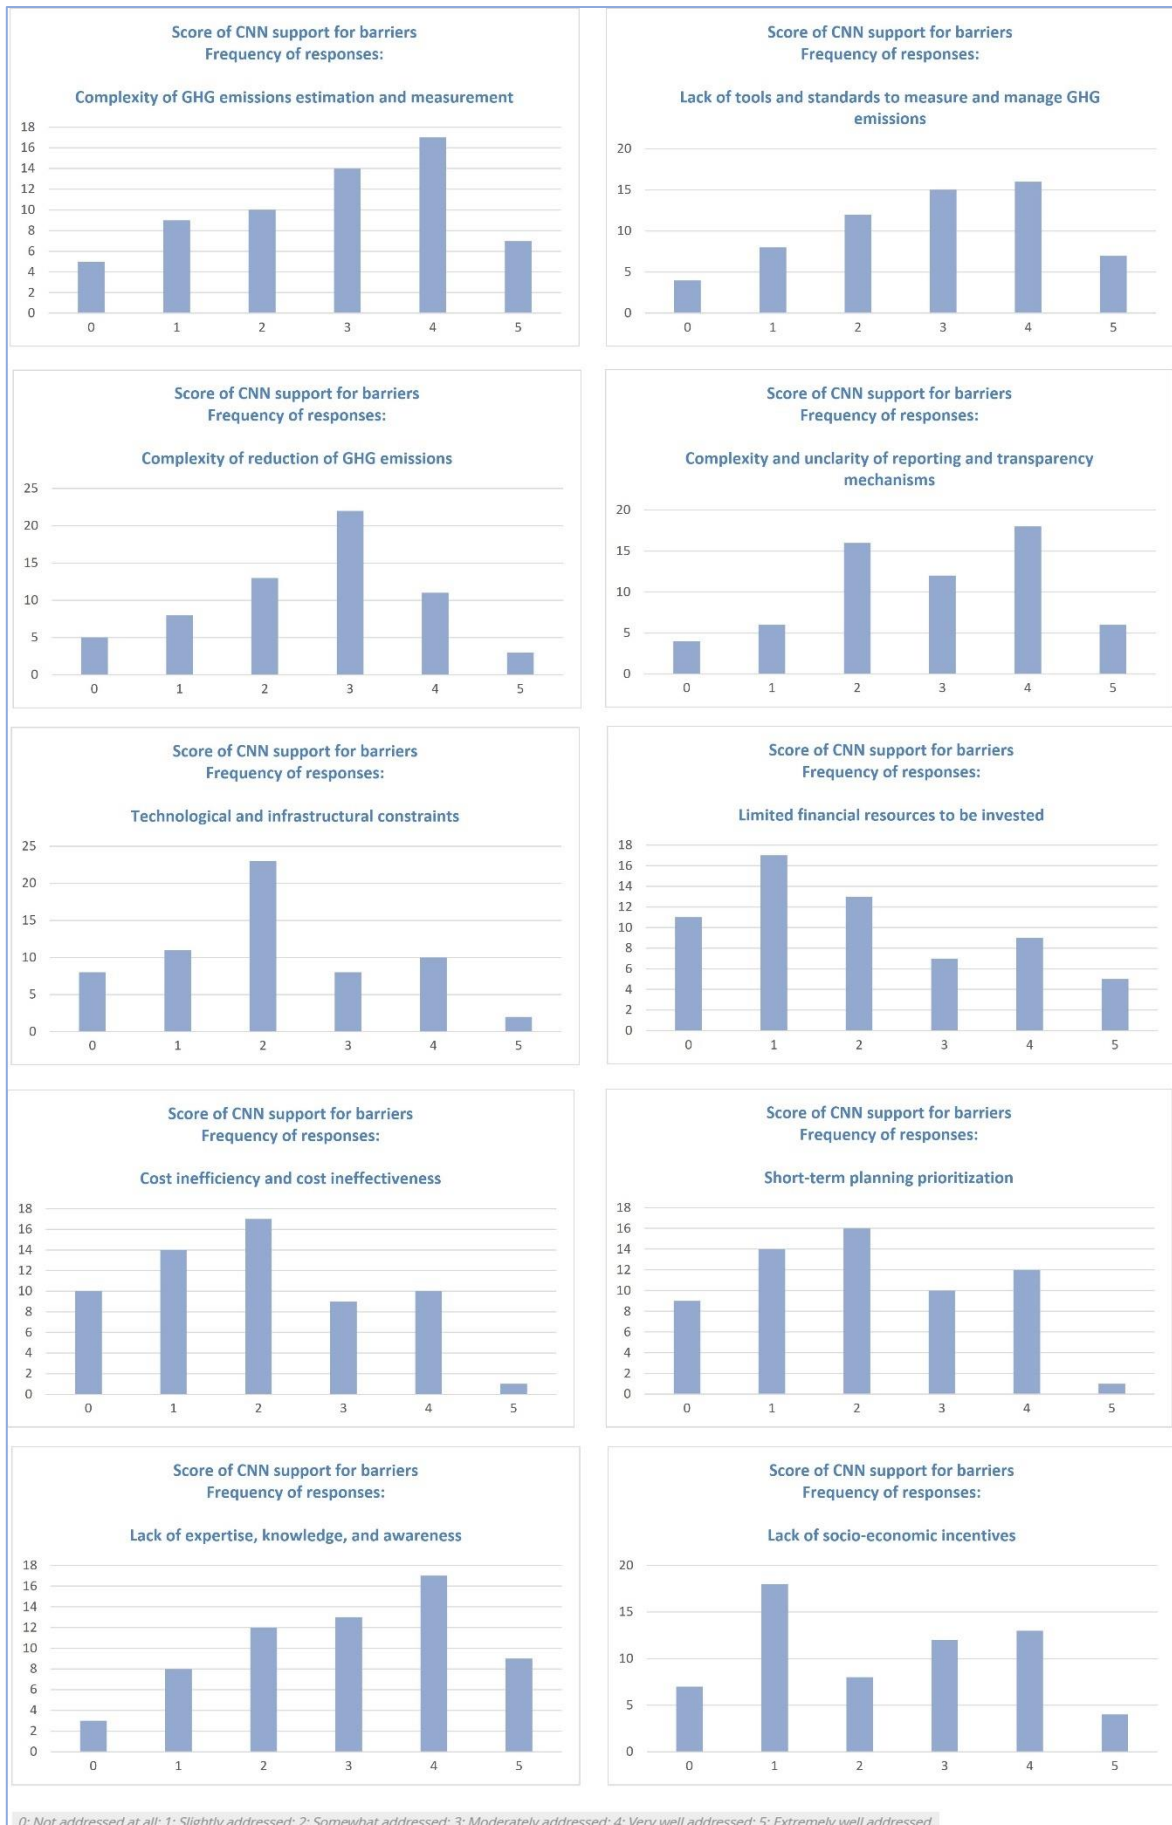 Score of CNN support for barriers
Frequency of responses:
Complexity of GHG emissions estimation and measurement
18
16
14
12
10
8
6
4
2
0
0 1 2 3 4 5
Score of CNN support for barriers
Frequency of responses:
Lack of tools and standards to measure and manage GHG
emissions
20
15
10
5
0
0 1 2 3 4 5
Score of CNN support for barriers
Frequency of responses:
Complexity of reduction of GHG emissions
25
20
15
10
5
0
0 1 2 3 4 5
Score of CNN support for barriers
Frequency of responses:
Complexity and unclarity of reporting and transparency
mechanisms
20
15
10
5
0
0 1 2 3 4 5
Score of CNN support for barriers
Frequency of responses:
Technological and infrastructural constraints
25
20
15
10
5
0
0 1 2 3 4 5
Score of CNN support for barriers
Frequency of responses:
Limited financial resources to be invested
18
16
14
12
10
8
6
4
2
0
0 1 2 3 4 5
Score of CNN support for barriers
Frequency of responses:
Cost inefficiency and cost ineffectiveness
18
16
14
12
10
8
6
4
2
0
0 1 2 3 4 5
Score of CNN support for barriers
Frequency of responses:
Short-term planning prioritization
18
16
14
12
10
8
6
4
2
0
0 1 2 3 4 5
Score of CNN support for barriers
Frequency of responses:
Lack of expertise, knowledge, and awareness
18
16
14
12
10
8
6
4
2
0
0 1 2 3 4 5
Score of CNN support for barriers
Frequency of responses:
Lack of socio-economic incentives
20
15
10
5
0
0 1 2 3 4 5
0: Not addressed at all; 1: Slightly addressed; 2: Somewhat addressed; 3: Moderately addressed; 4: Very well addressed; 5: Extremely well addressed